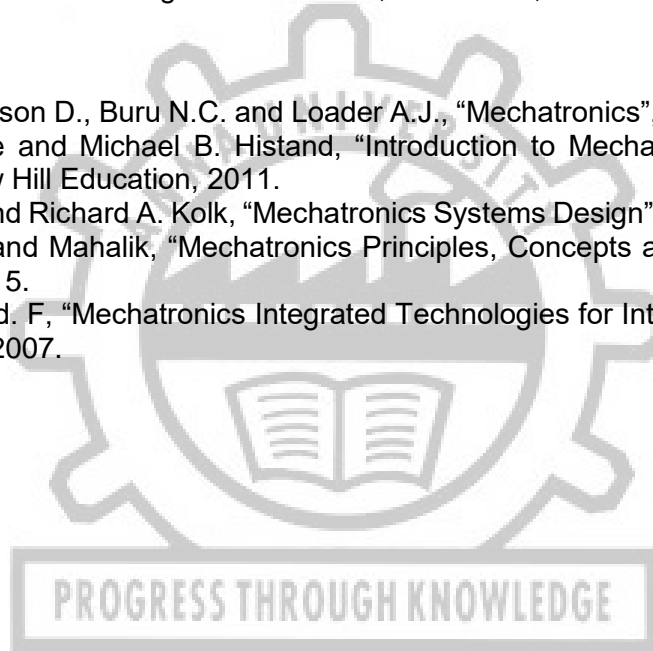 son D., Buru N.C. and Loader A.J., “Mechatronics”,
e and Michael B. Histand, “Introduction to Mecha
Hill Education, 2011.
nd Richard A. Kolk, “Mechatronics Systems Design”
and Mahalik, “Mechatronics Principles, Concepts a
5.
d. F, “Mechatronics Integrated Technologies for Int
2007.
UNIVERSIT
PROGRESS THROUGH KNOWLEDGE